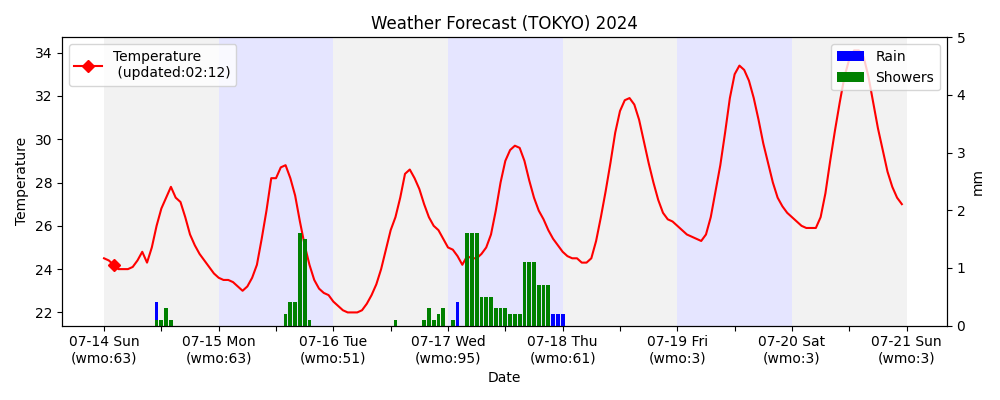 Weather Forecast (TOKYO) 2024
Temperature
(updated:02:12)
Rain
Showers
34
32
30
28
26
24
22
Temperature
5
4
3
2
1
0
mm
07-14 Sun
(wmo:63)
07-15 Mon
(wmo:63)
07-16 Tue
(wmo:51)
07-17 Wed
(wmo:95)
07-18 Thu
(wmo:61)
07-19 Fri
(wmo:3)
07-20 Sat
(wmo:3)
07-21 Sun
(wmo:3)
Date